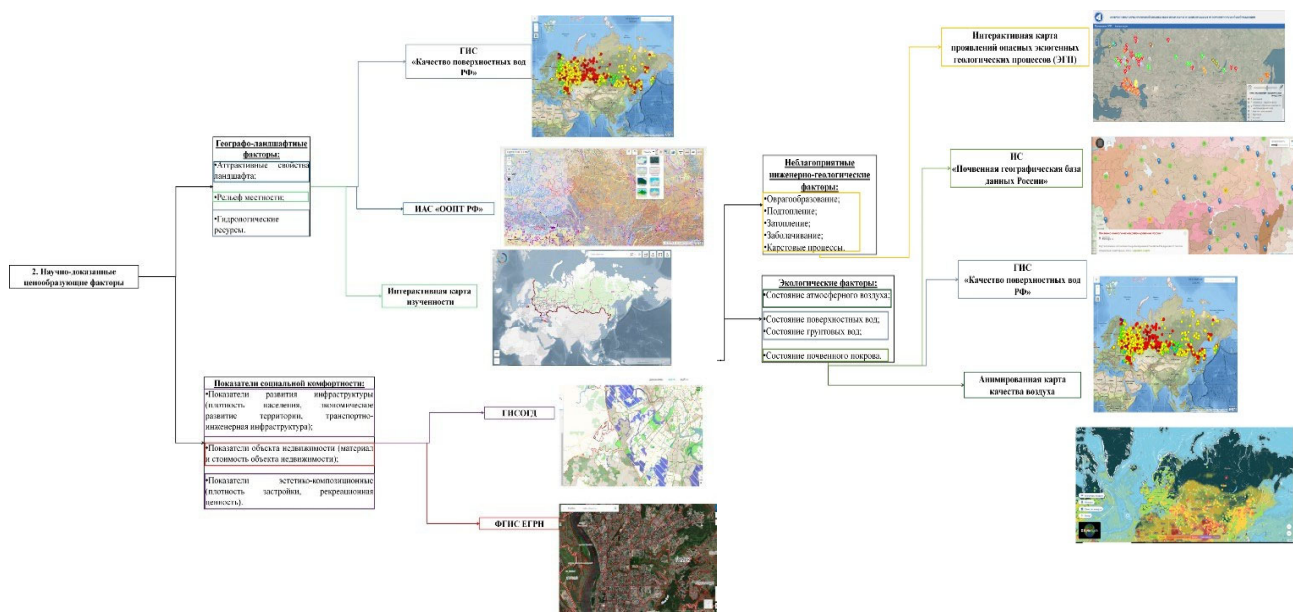 2. Научно-доказанные
ценообразующие факторы
Географо-ландшафтные
факторы:
•Аттрактивные свойства
ландшафта;
•Рельеф местности;
•Гидрологические
ресурсы.
ГИС
«Качество поверхностных вод
РФ»
ИАС «ООПТ РФ»
Интерактивная карта
изученности
Показатели социальной комфортности:
•Показатели развития инфраструктуры
(плотность населения, экономическое
развитие территории, транспортно-
инженерная инфраструктура);
•Показатели объекта недвижимости (материал
и стоимость объекта недвижимости);
•Показатели эстетико-композиционные
(плотность застройки, рекреационная
ценность).
ГИСОГД
ФГИС ЕГРН
Неблагоприятные
инженерно-геологические
факторы:
•Оврагообразование;
•Подтопление;
•Затопление;
•Заболачивание;
•Карстовые процессы.
Экологические факторы:
•Состояние атмосферного воздуха;
•Состояние поверхностных вод;
•Состояние грунтовых вод;
•Состояние почвенного покрова.
Интерактивная карта
проявлений опасных экзогенных
геологических процессов (ЭГП)
ИС
«Почвенная географическая база
данных России»
ГИС
«Качество поверхностных вод
РФ»
Анимированная карта
качества воздуха